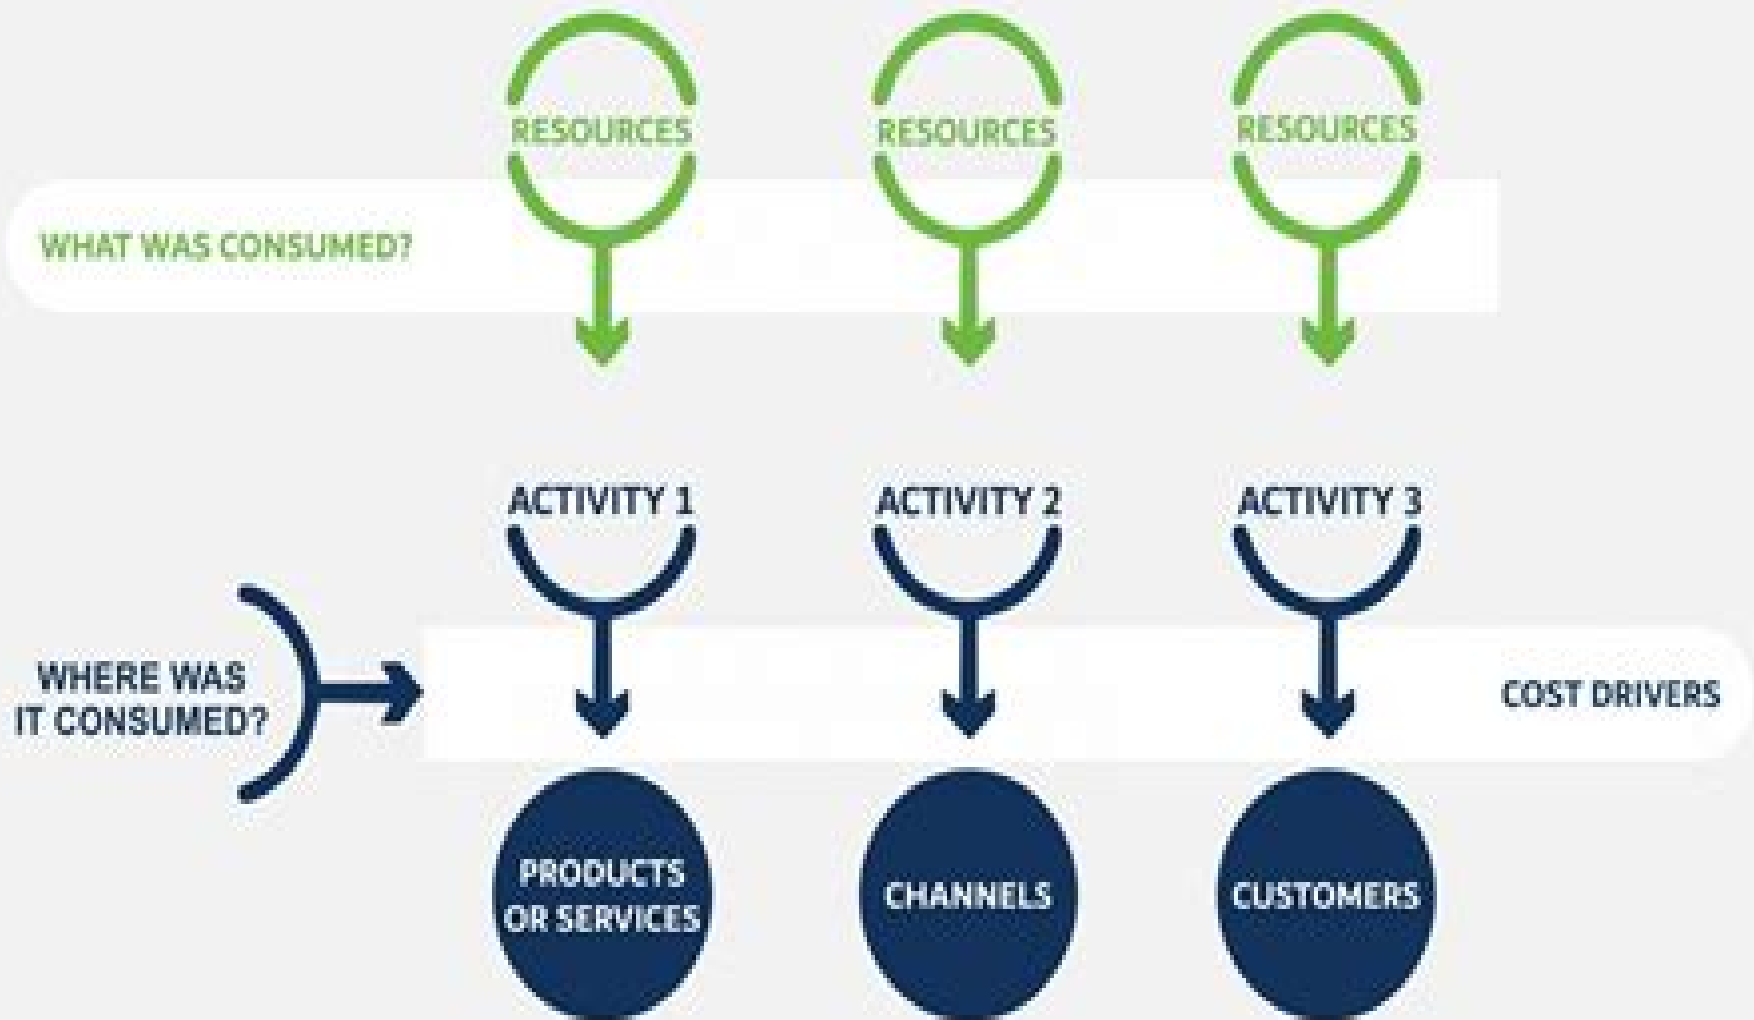 RESOURCES
RESOURCES
RESOURCES
WHAT WAS CONSUMED?
ACTIVITY 1
ACTIVITY 2
ACTIVITY 3
WHERE WAS
IT CONSUMED?
COST DRIVERS
PRODUCTS
OR SERVICES
CHANNELS
CUSTOMERS